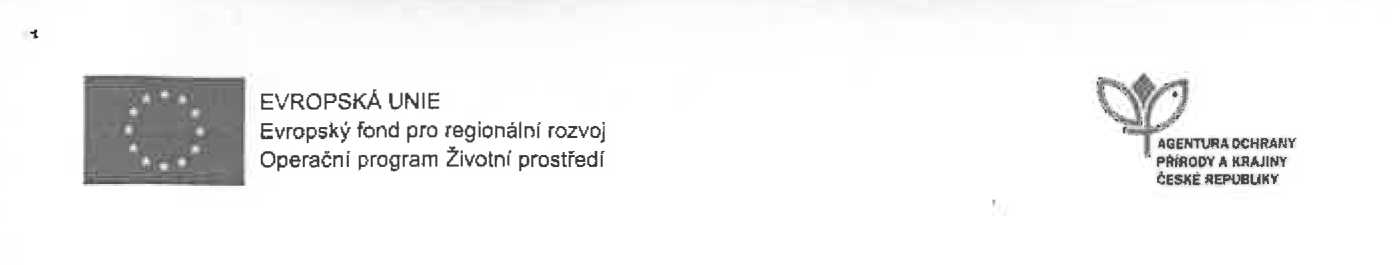 EVROPSKÁ UNIE
Evropský fond pro regionální rozvoj
Operační program Životní prostředí
AGENTURA OCHRANY
PŘÍRODY A KRAJINY
ČESKÉ REPUBLIKY